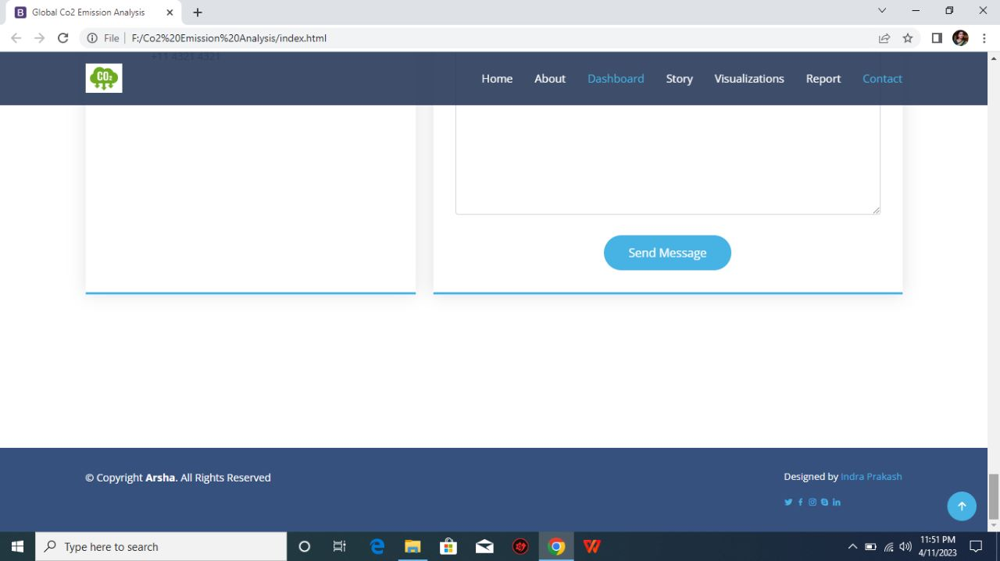 Global Co2 Emission Analysis
File
F:/Co2%20Emission%20Analysis/index.html
+11 4321 4321
CO₂
Home About Dashboard Story Visualizations Report Contact
Send Message
© Copyright Arsha. All Rights Reserved
Designed by Indra Prakash
Type here to search
11:51 PM
4/11/2023